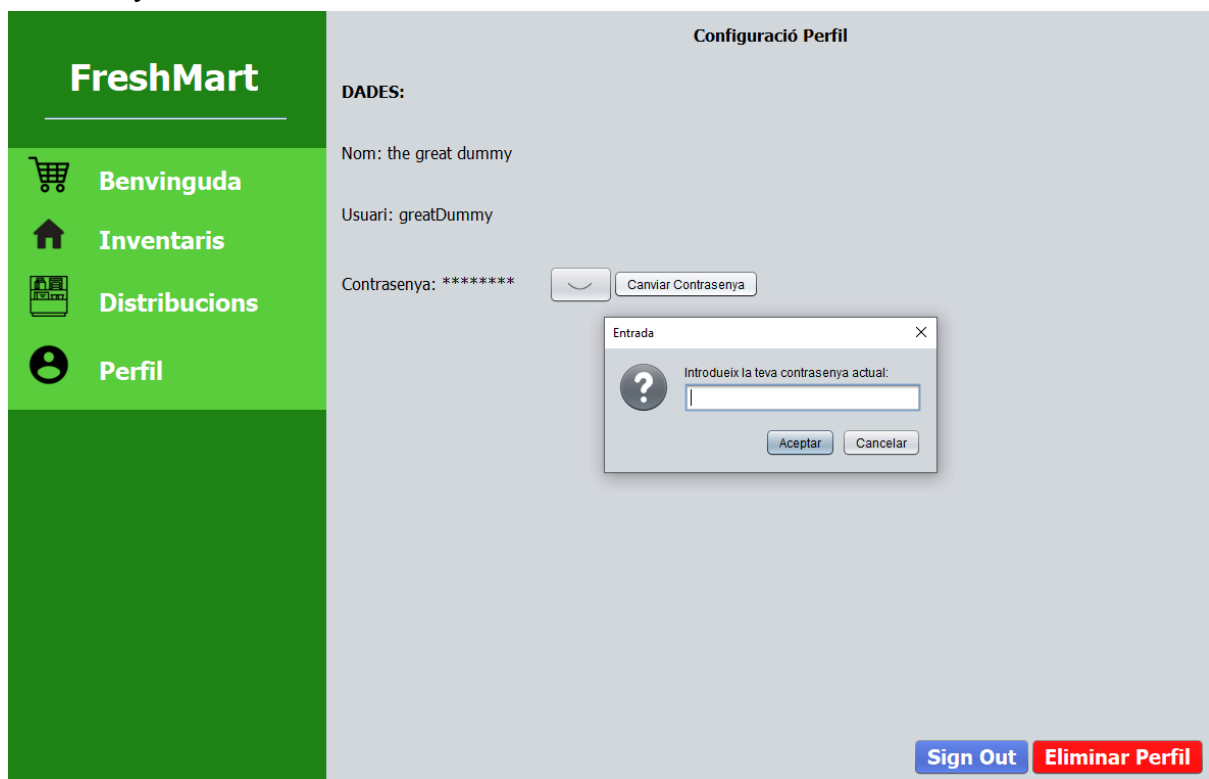 Configuració Perfil
FreshMart
DADES:
Nom: the great dummy
Benvinguda
Usuari: greatDummy
Inventaris
Contrasenya: ********
Canviar Contrasenya
Distribucions
Entrada
Perfil
Introdueix la teva contrasenya actual:
Aceptar
Cancelar
Sign Out
Eliminar Perfil